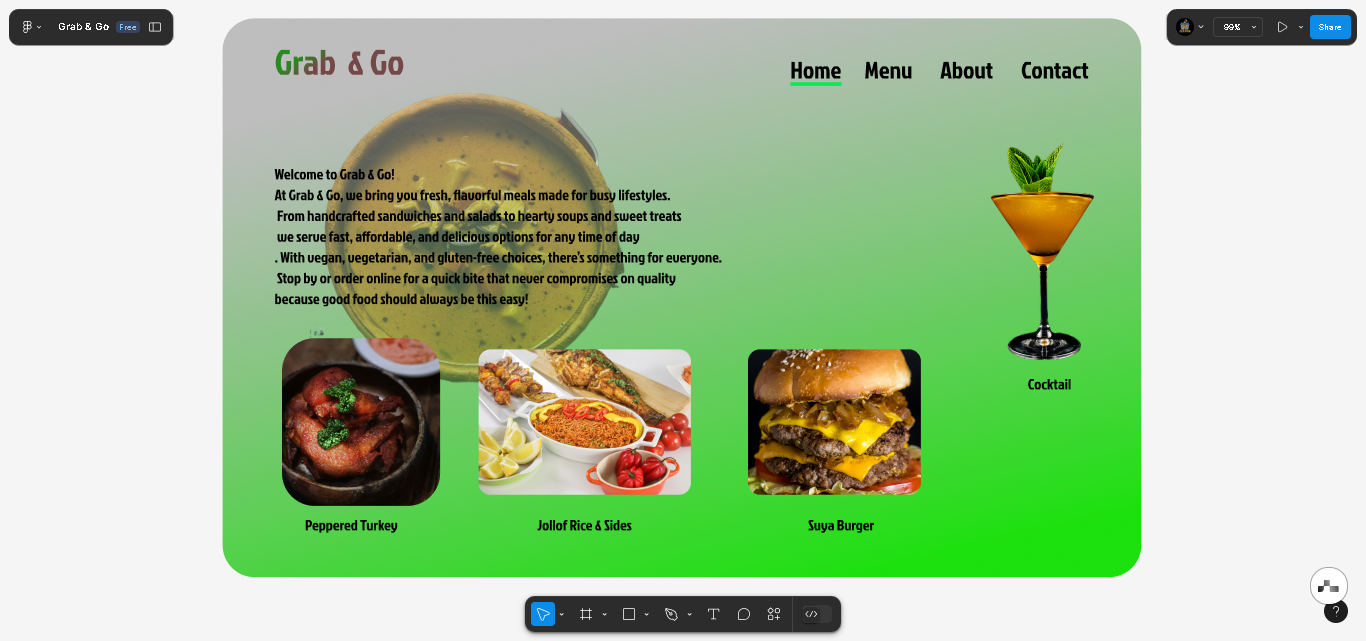 Grab & Go
Free
99%
Share
Grab & Go
Home
Menu
About
Contact
Welcome to Grab & Go!
At Grab & Go, we bring you fresh, flavorful meals made for busy lifestyles.
From handcrafted sandwiches and salads to hearty soups and sweet treats
we serve fast, affordable, and delicious options for any time of day
. With vegan, vegetarian, and gluten-free choices, there's something for everyone.
Stop by or order online for a quick bite that never compromises on quality
because good food should always be this easy!
Cocktail
Peppered Turkey
Jollof Rice & Sides
Suya Burger
?